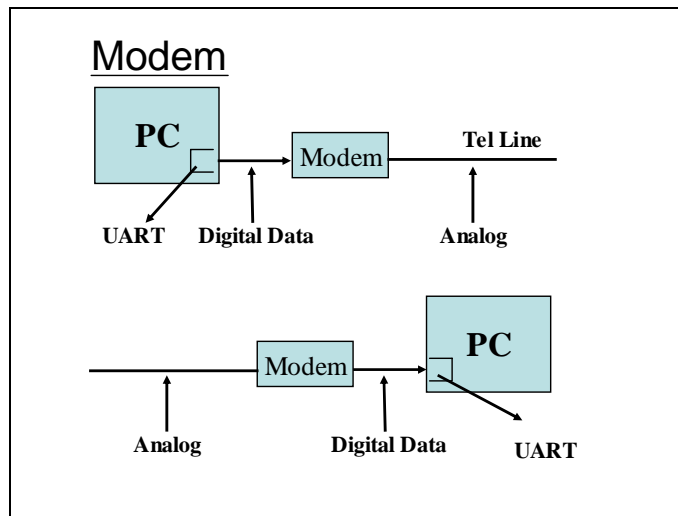 Modem
PC
Modem
Tel Line
UART
Digital Data
Analog
PC
Modem
Analog
Digital Data
UART